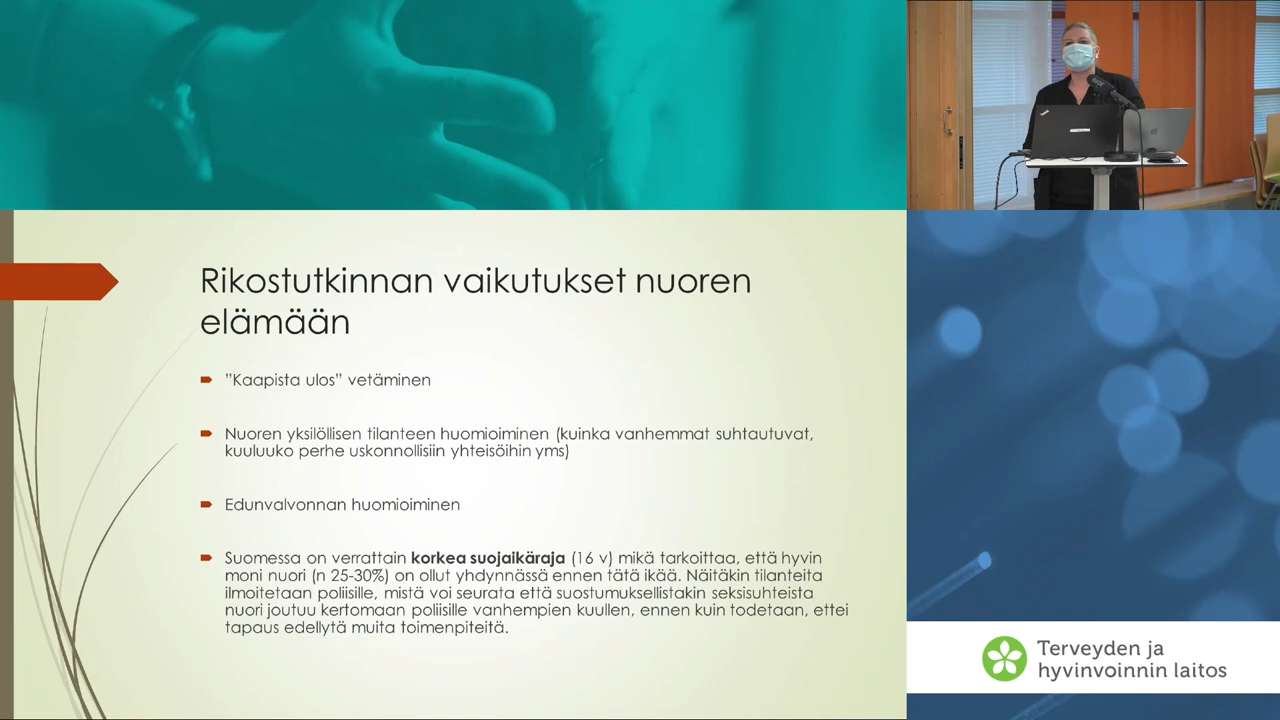 Rikostutkinnan vaikutukset nuoren
elämään
”Kaapista ulos” vetäminen
Nuoren yksilöllisen tilanteen huomioiminen (kuinka vanhemmat suhtautuvat,
kuuluuko perhe uskonnollisiin yhteisöihin yms)
Edunvalvonnan huomioiminen
Suomessa on verrattain korkea suojaikäraja (16 v) mikä tarkoittaa, että hyvin
moni nuori (n 25-30%) on ollut yhdynnässä ennen tätä ikää. Näitäkin tilanteita
ilmoitetaan poliisille, mistä voi seurata että suostumuksellistakin seksisuhteista
nuori joutuu kertomaan poliisille vanhempien kuullen, ennen kuin todetaan, ettei
tapaus edellytä muita toimenpiteitä.
Terveyden ja
hyvinvoinnin laitos